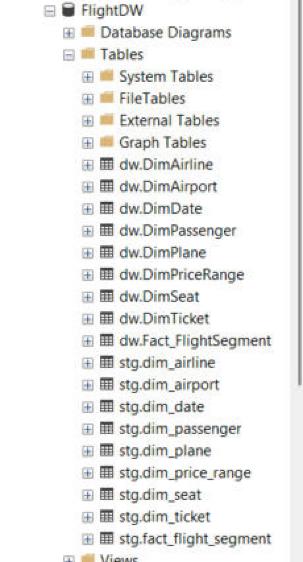 FlightDW
Database Diagrams
Tables
System Tables
FileTables
External Tables
Graph Tables
dw.DimAirline
dw.DimAirport
dw.DimDate
dw.DimPassenger
dw.DimPlane
dw.DimPriceRange
dw.DimSeat
dw.DimTicket
dw.Fact_FlightSegment
stg.dim_airline
stg.dim_airport
stg.dim_date
stg.dim_passenger
stg.dim_plane
stg.dim_price_range
stg.dim_seat
stg.dim_ticket
stg.fact_flight_segment
Views